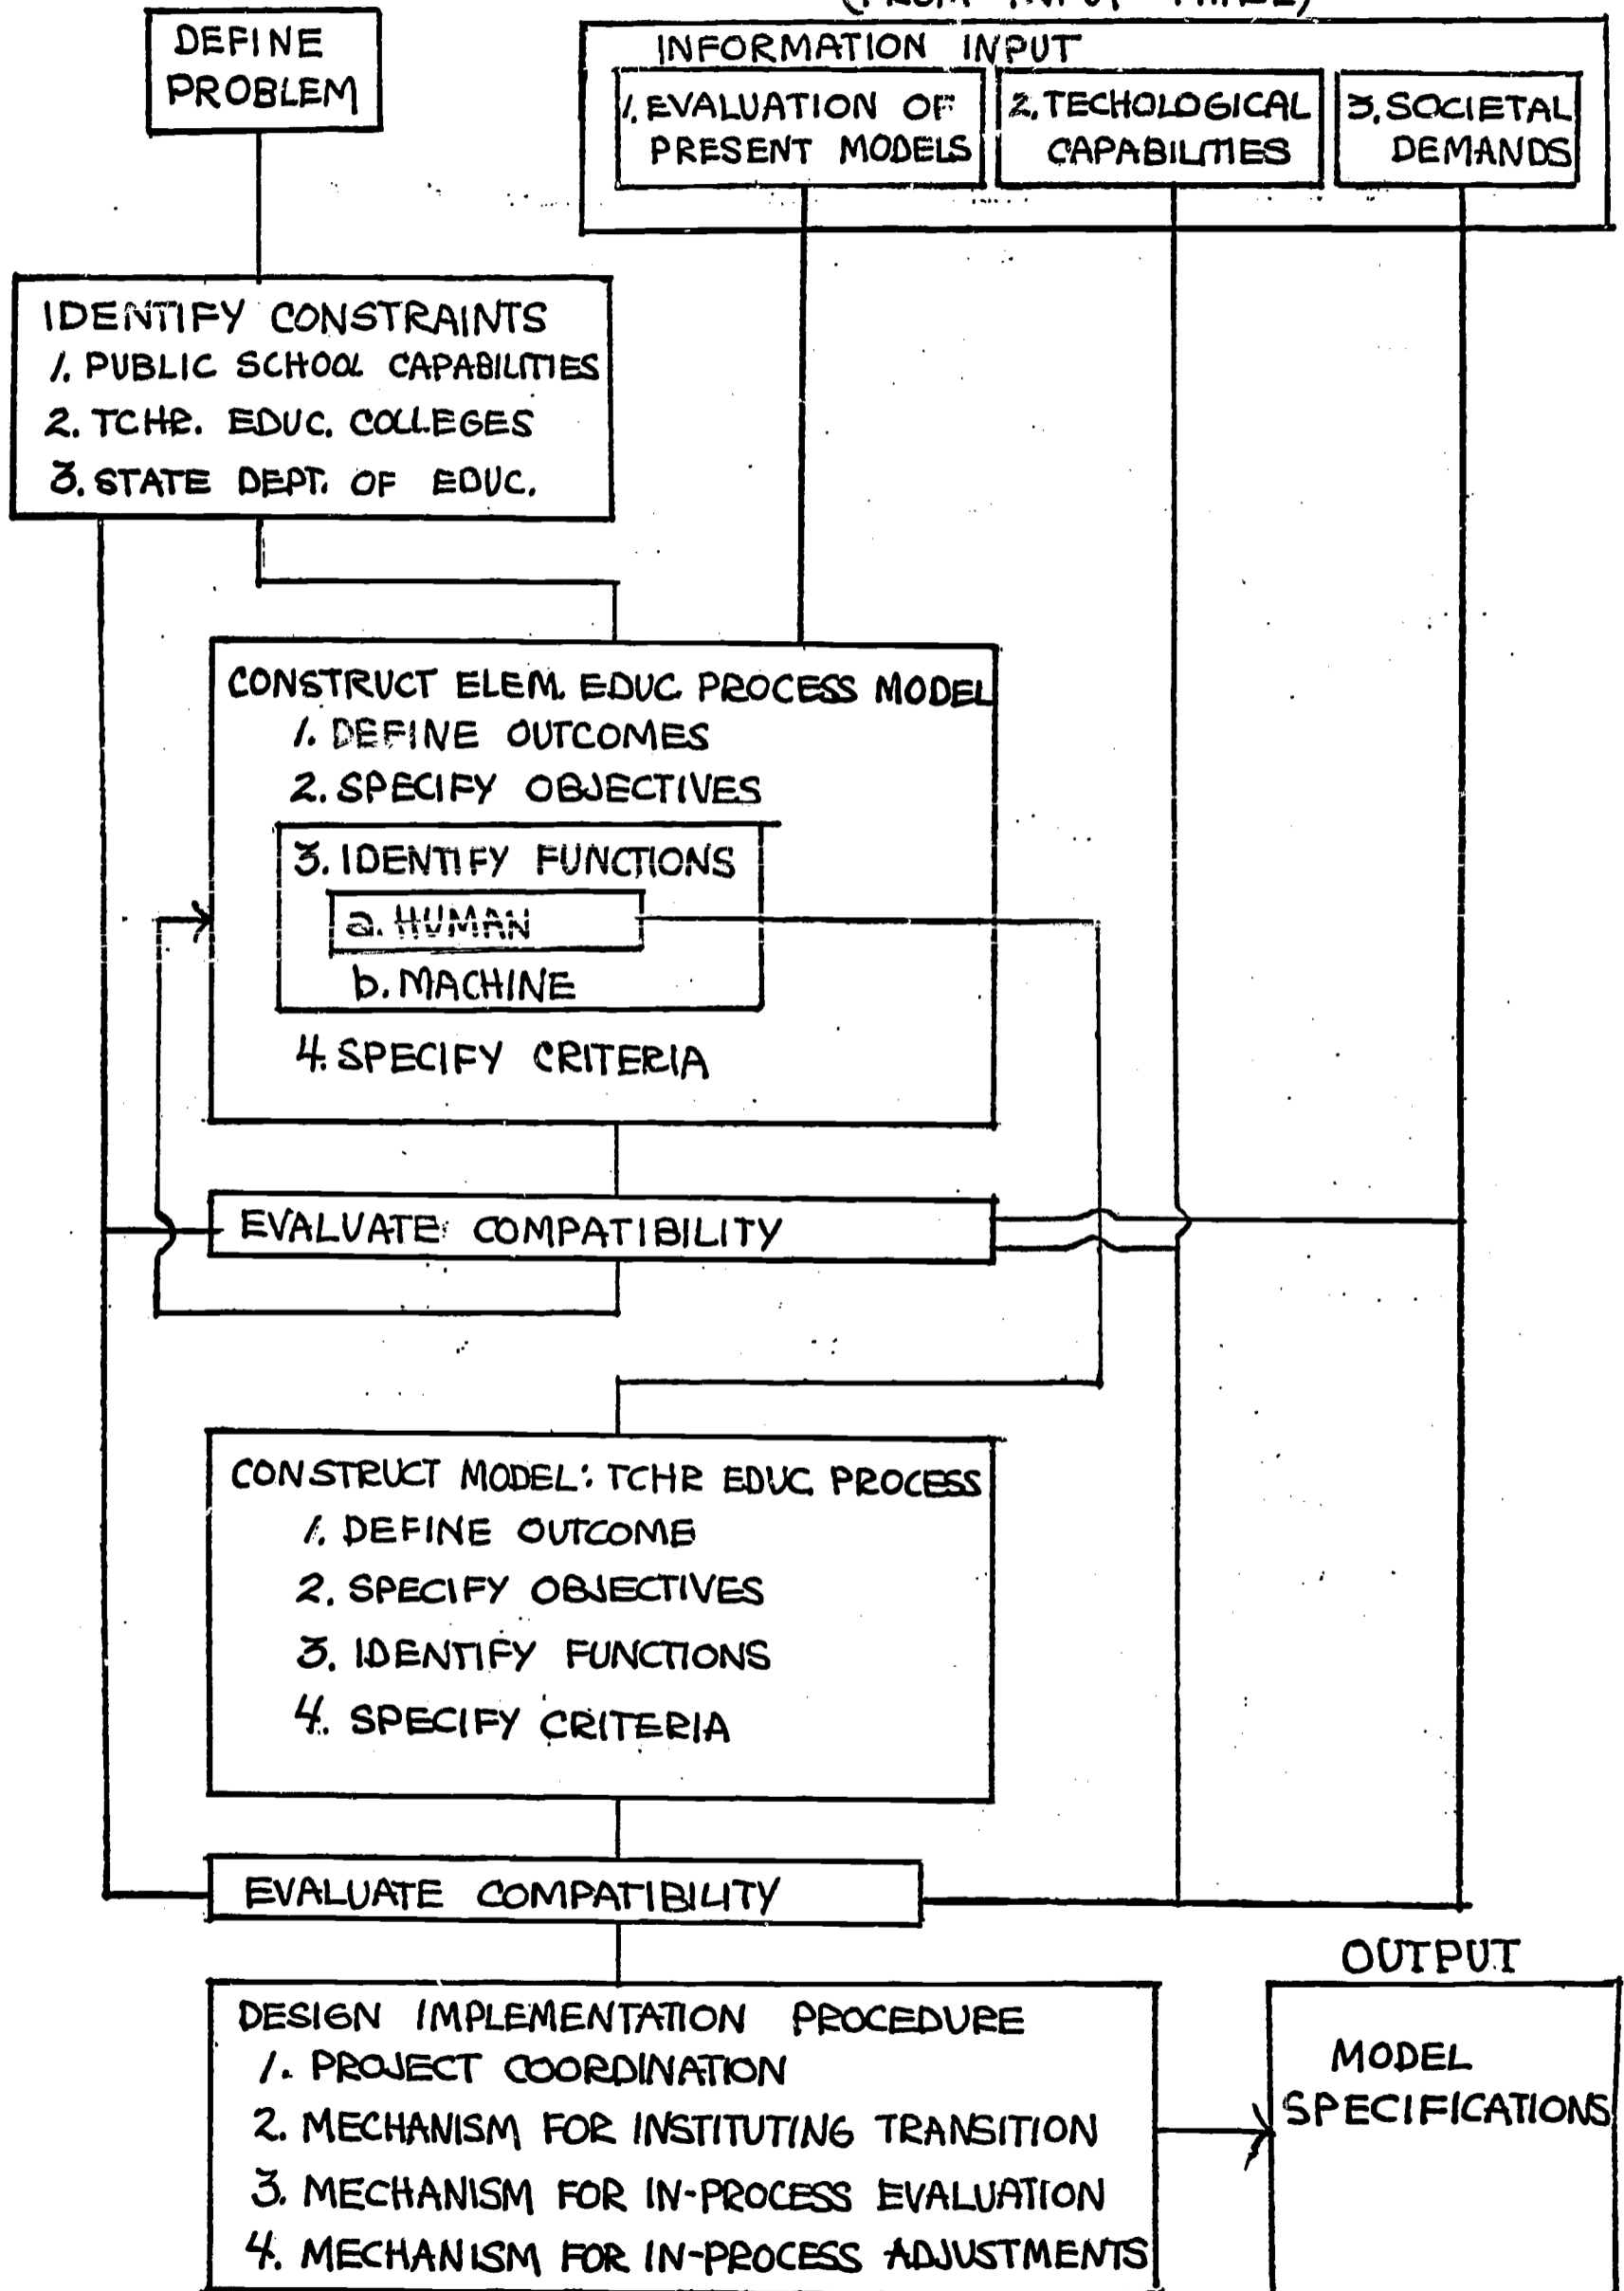 (FROM INPUT PHASE)
DEFINE
PROBLEM
INFORMATION INPUT
1. EVALUATION OF
PRESENT MODELS
2. TECHOLOGICAL
CAPABILITIES
3. SOCIETAL
DEMANDS
IDENTIFY CONSTRAINTS
1. PUBLIC SCHOOL CAPABILITIES
2. TCHR. EDUC. COLLEGES
3. STATE DEPT. OF EDUC.
CONSTRUCT ELEM. EDUC. PROCESS MODEL
1. DEFINE OUTCOMES
2. SPECIFY OBJECTIVES
3. IDENTIFY FUNCTIONS
a. HUMAN
b. MACHINE
4. SPECIFY CRITERIA
EVALUATE COMPATIBILITY
CONSTRUCT MODEL: TCHR EDUC. PROCESS
1. DEFINE OUTCOME
2. SPECIFY OBJECTIVES
3. IDENTIFY FUNCTIONS
4. SPECIFY CRITERIA
EVALUATE COMPATIBILITY
DESIGN IMPLEMENTATION PROCEDURE
1. PROJECT COORDINATION
2. MECHANISM FOR INSTITUTING TRANSITION
3. MECHANISM FOR IN-PROCESS EVALUATION
4. MECHANISM FOR IN-PROCESS ADJUSTMENTS
OUTPUT
MODEL
SPECIFICATIONS